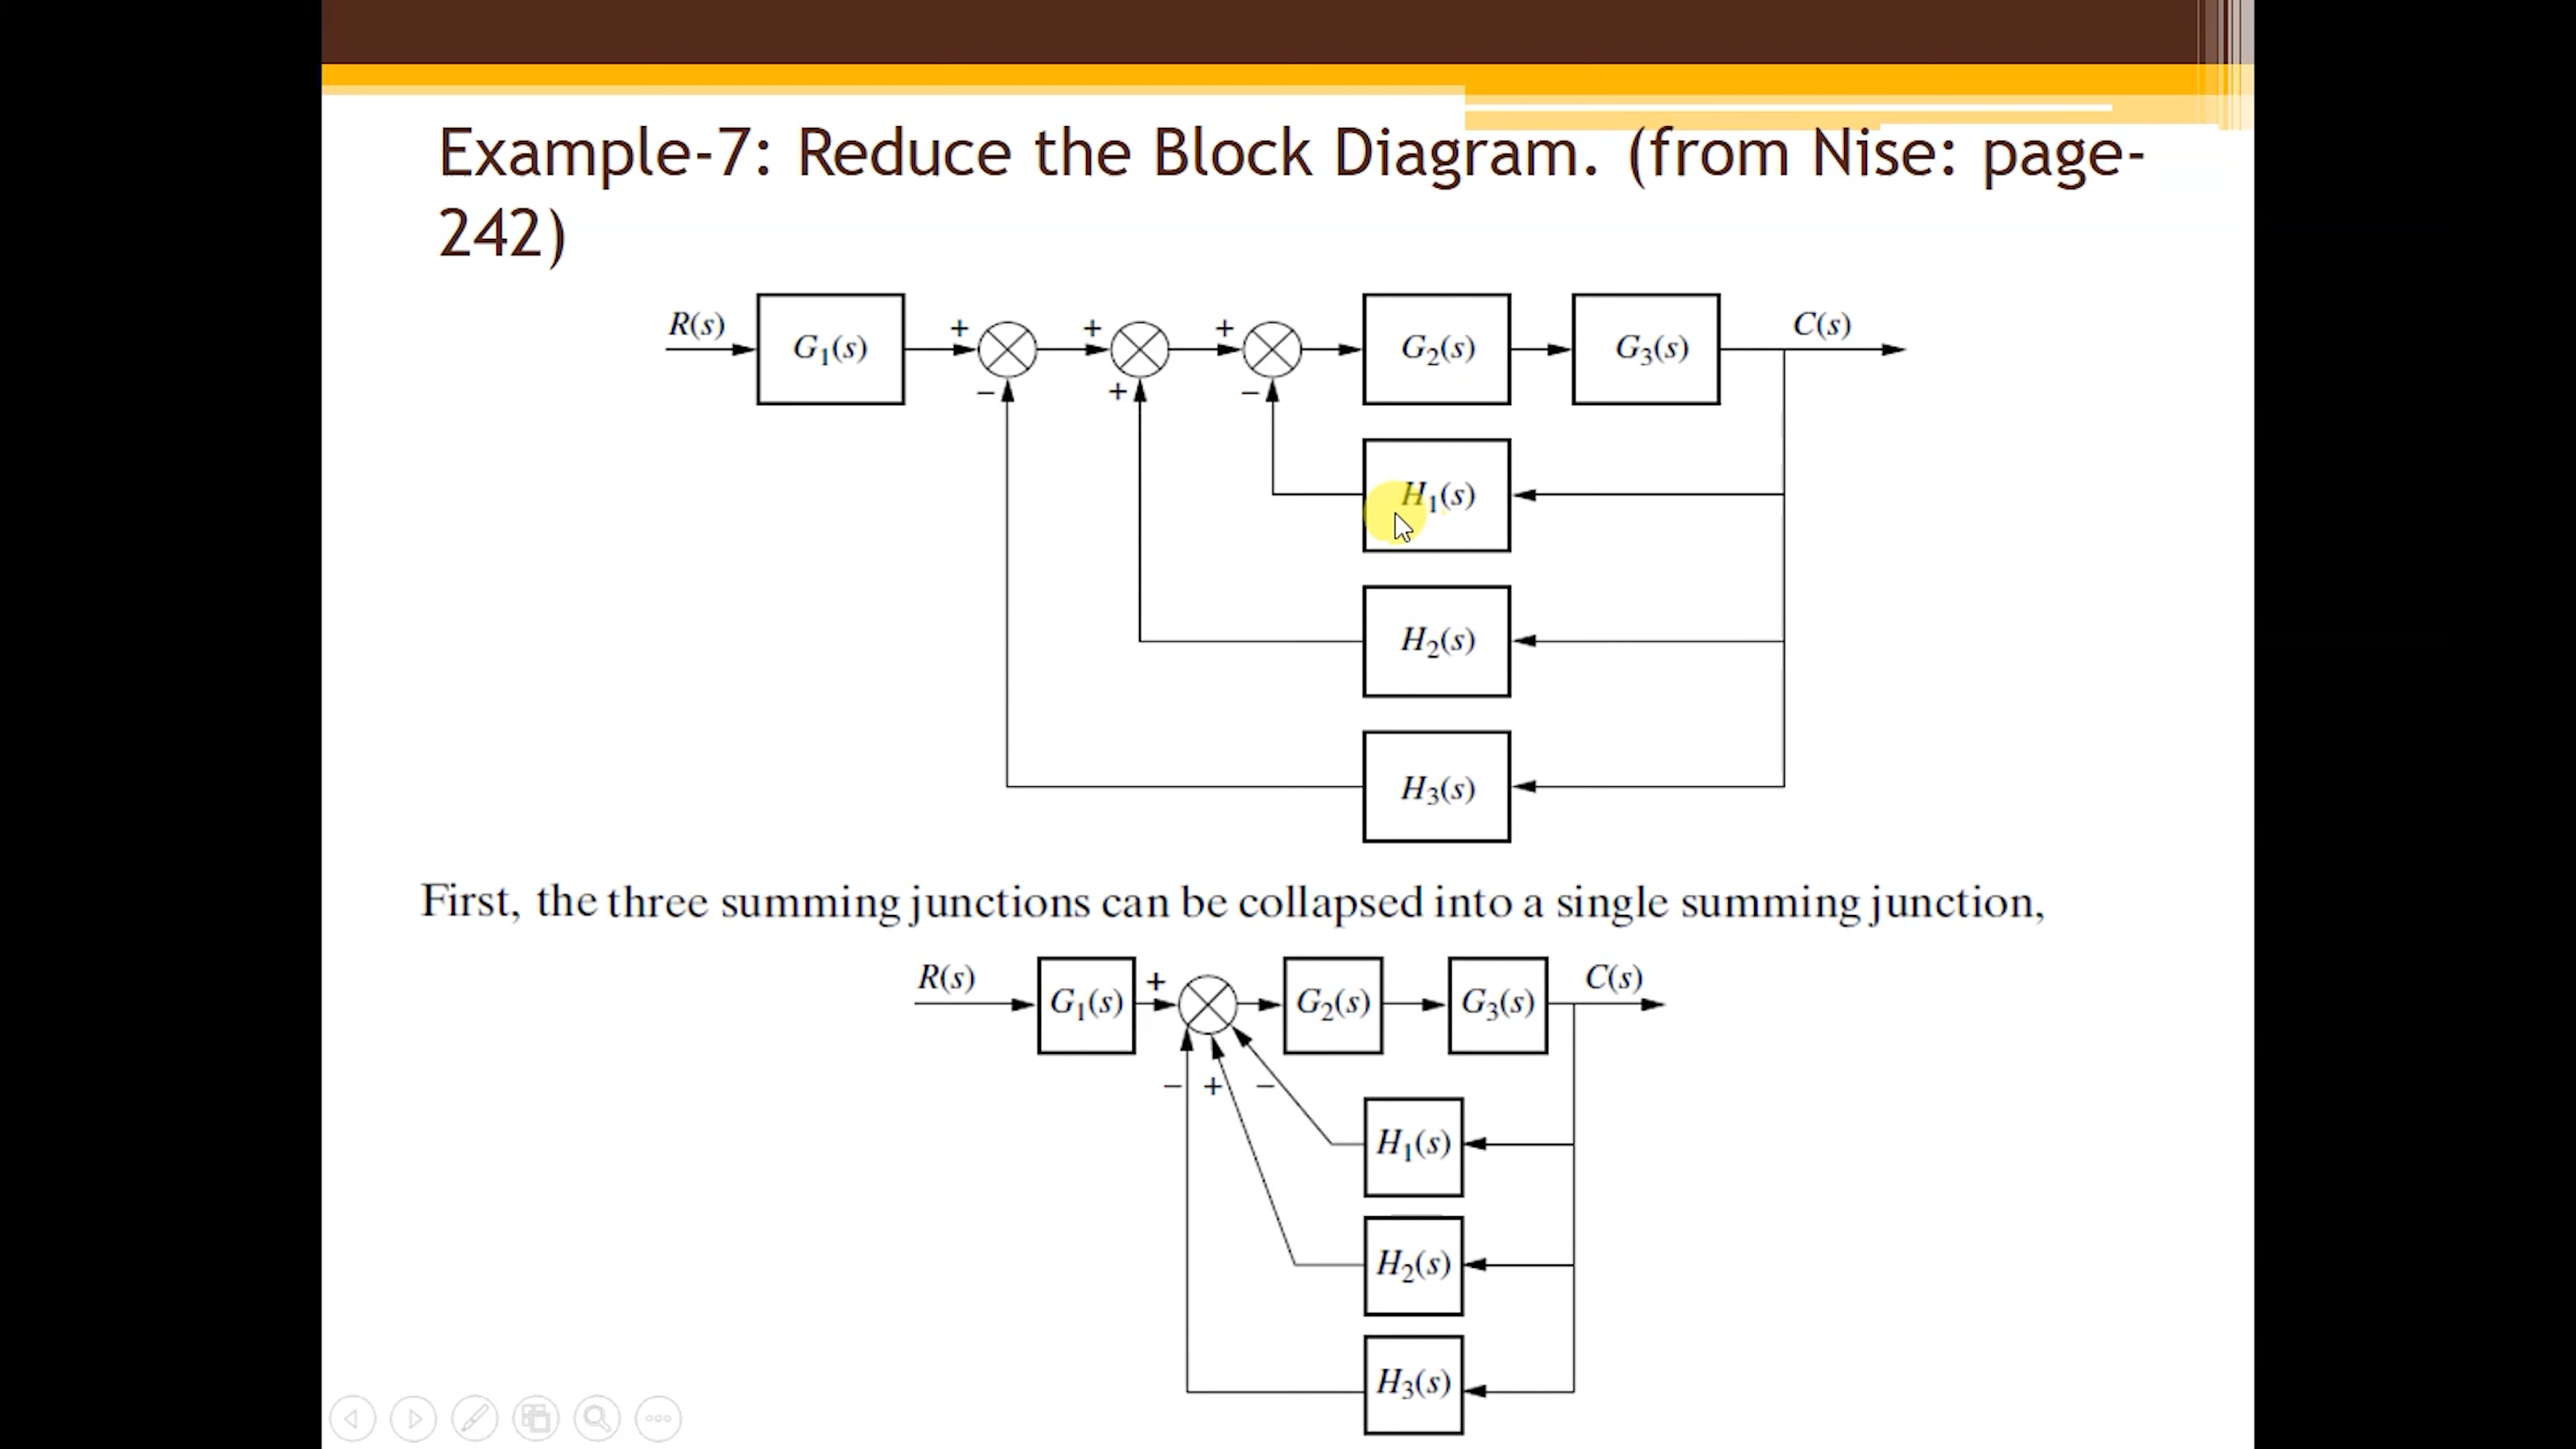 Example-7: Reduce the Block Diagram. (from Nise: page-
242)
R(s)
G₁(s)
+
−
+
+
+
−
G₂(s)
G₃(s)
C(s)
H₁(s)
H₂(s)
H₃(s)
First, the three summing junctions can be collapsed into a single summing junction,
R(s)
G₁(s)
+
G₂(s)
G₃(s)
C(s)
− + −
H₁(s)
H₂(s)
H₃(s)